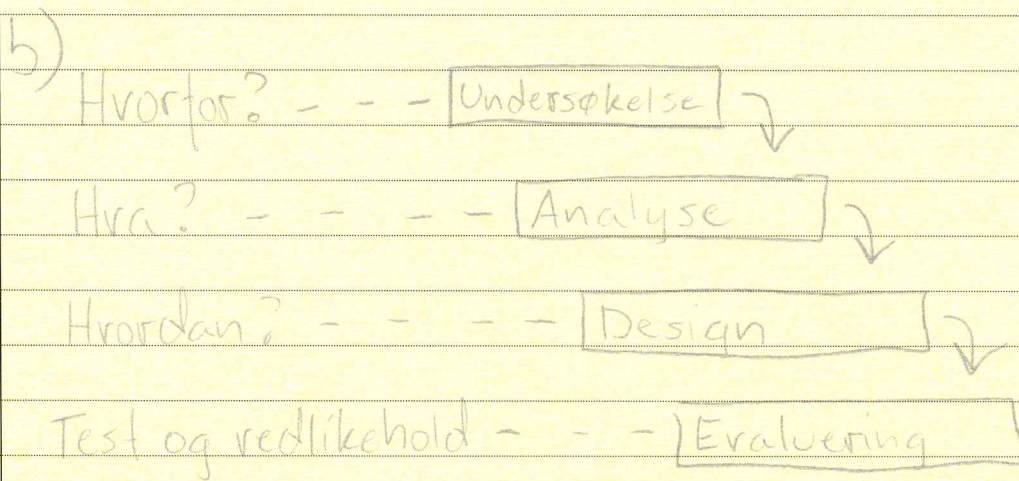 b)
Hvorfor? - - - Undersøkelse
Hva? - - - - Analyse
Hvordan? - - - - Design
Test og vedlikehold - - - Evaluering